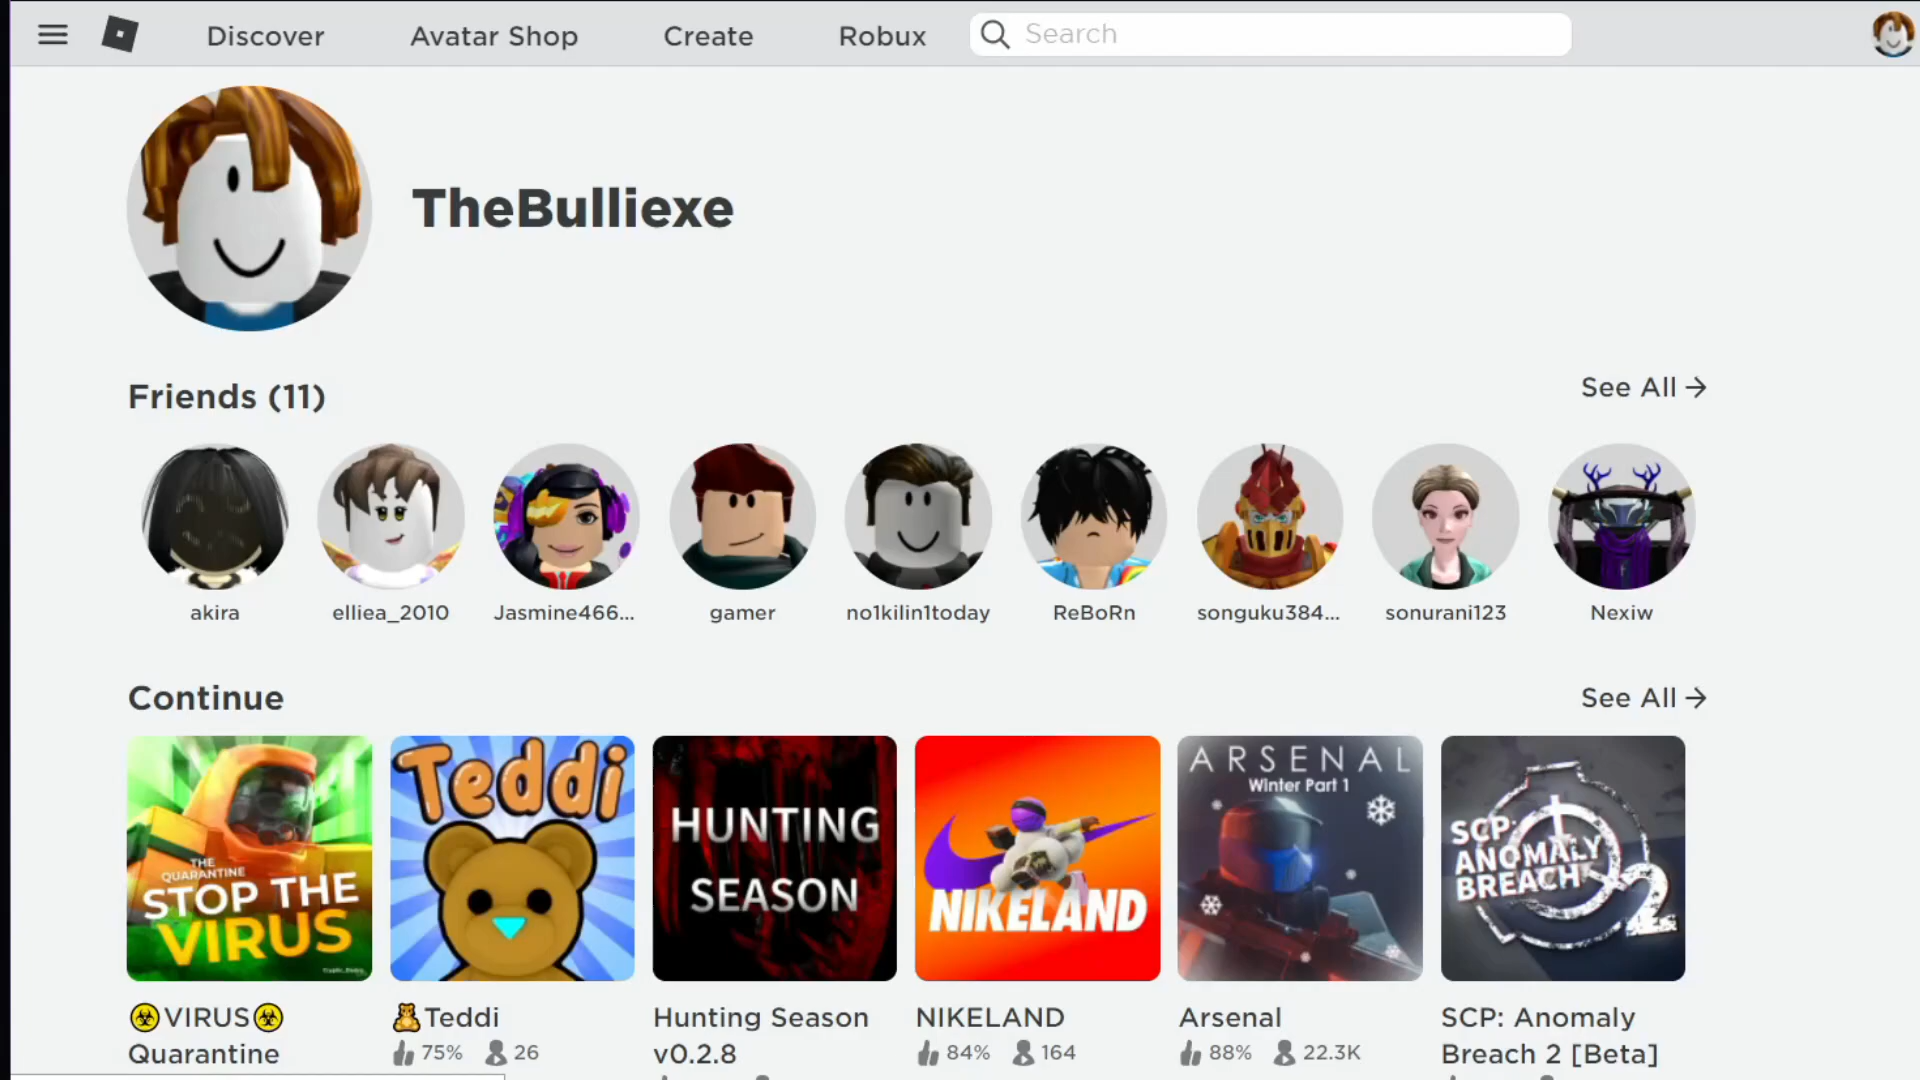 Discover
Avatar Shop
Create
Robux
Search
TheBulliexe
Friends (11)
See All
akira
elliea_2010
Jasmine466...
gamer
no1kilin1today
ReBoRn
songuku384...
sonurani123
Nexiw
Continue
See All
THE
QUARANTINE
STOP THE
VIRUS
Teddi
HUNTING
SEASON
NIKELAND
ARSENAL
Winter Part 1
SCP:
ANOMALY
BREACH
2
☣VIRUS☣
Quarantine
🧸Teddi
75% 26
Hunting Season
v0.2.8
NIKELAND
84% 164
Arsenal
88% 22.3K
SCP: Anomaly
Breach 2 [Beta]